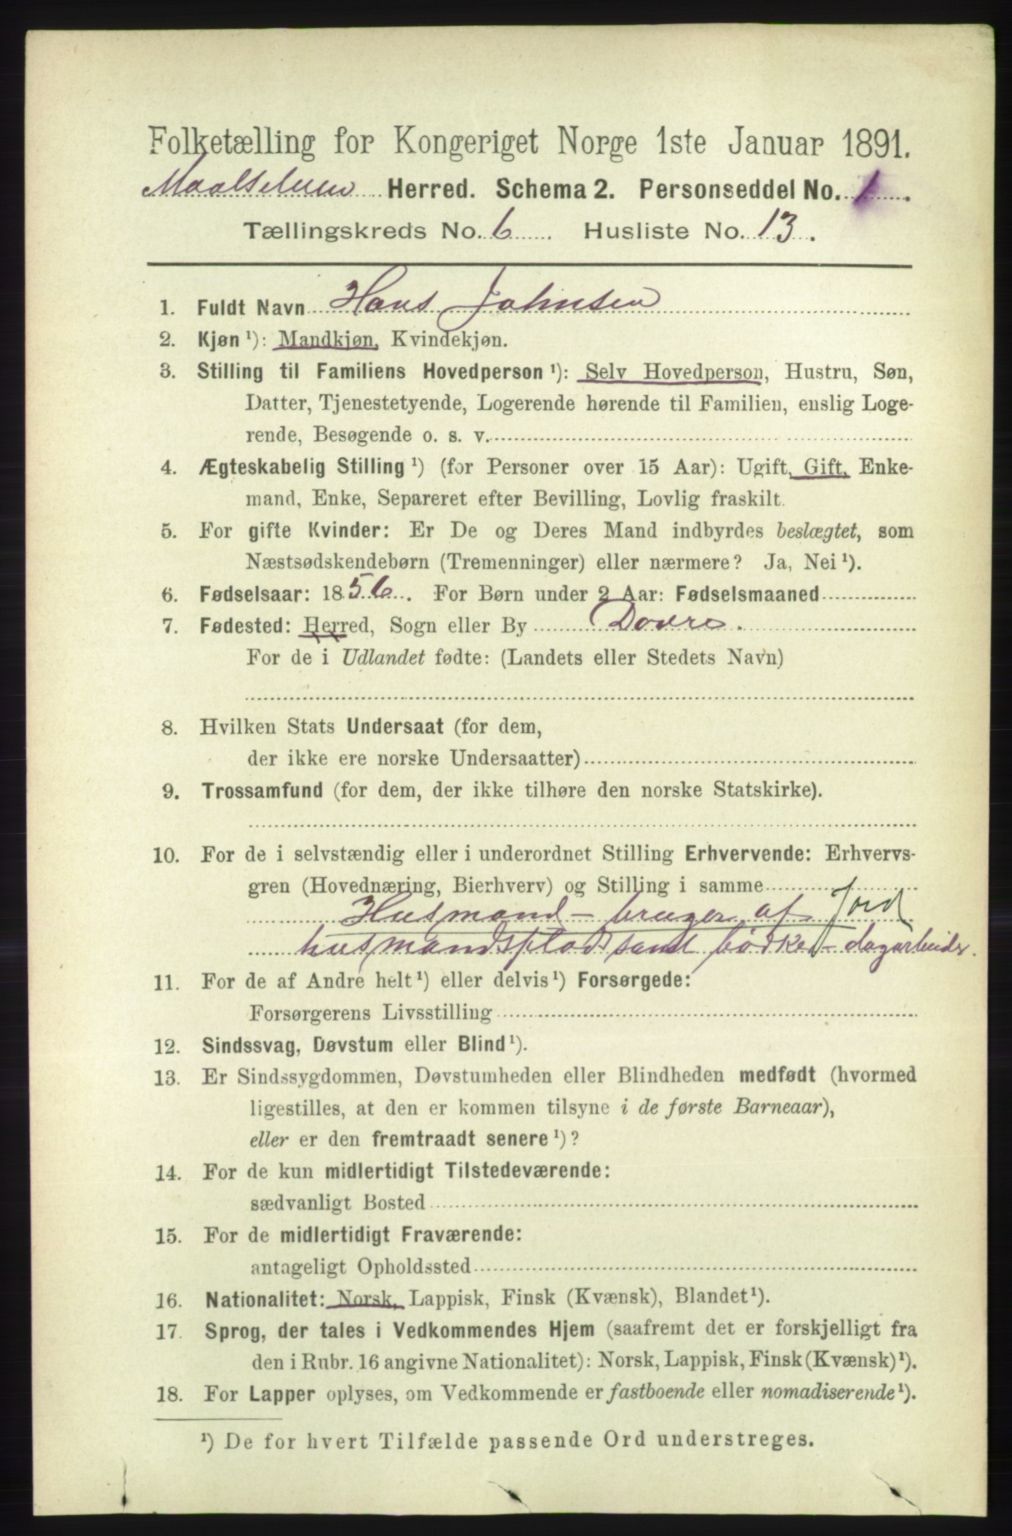 Folketælling for Kongeriget Norge 1ste Januar 1891.
Maalselven Herred. Schema 2. Personseddel No. 1.
Tællingskreds No. 6 Husliste No. 13.
1. Fuldt Navn Hans Johnsen
2. Kjøn ¹): Mandkjøn, Kvindekjøn.
3. Stilling til Familiens Hovedperson ¹): Selv Hovedperson, Hustru, Søn,
Datter, Tjenestetyende, Logerende hørende til Familien, enslig Loge-
rende, Besøgende o. s. v.
4. Ægteskabelig Stilling ¹) (for Personer over 15 Aar): Ugift, Gift, Enke-
mand, Enke, Separeret efter Bevilling, Lovlig fraskilt.
5. For gifte Kvinder: Er De og Deres Mand indbyrdes beslægtet, som
Næstsødskendebørn (Tremenninger) eller nærmere? Ja, Nei ¹).
6. Fødselsaar: 1856. For Børn under 2 Aar: Fødselsmaaned
7. Fødested: Herred, Sogn eller By Dovre.
For de i Udlandet fødte: (Landets eller Stedets Navn)
8. Hvilken Stats Undersaat (for dem,
der ikke ere norske Undersaatter)
9. Trossamfund (for dem, der ikke tilhøre den norske Statskirke).
10. For de i selvstændig eller i underordnet Stilling Erhvervende: Erhvervs-
gren (Hovednæring, Bierhverv) og Stilling i samme
Husmand - bruger af Jord
husmandsplads samt - dagarbeider.
11. For de af Andre helt ¹) eller delvis ¹) Forsørgede:
Forsørgerens Livsstilling
12. Sindssvag, Døvstum eller Blind ¹).
13. Er Sindssygdommen, Døvstumheden eller Blindheden medfødt (hvormed
ligestilles, at den er kommen tilsyne i de første Barneaar),
eller er den fremtraadt senere ¹)?
14. For de kun midlertidigt Tilstedeværende:
sædvanligt Bosted
15. For de midlertidigt Fraværende:
antageligt Opholdssted
16. Nationalitet: Norsk, Lappisk, Finsk (Kvænsk), Blandet ¹).
17. Sprog, der tales i Vedkommendes Hjem (saafremt det er forskjelligt fra
den i Rubr. 16 angivne Nationalitet): Norsk, Lappisk, Finsk (Kvænsk) ¹).
18. For Lapper oplyses, om Vedkommende er fastboende eller nomadiserende ¹).
¹) De for hvert Tilfælde passende Ord understreges.